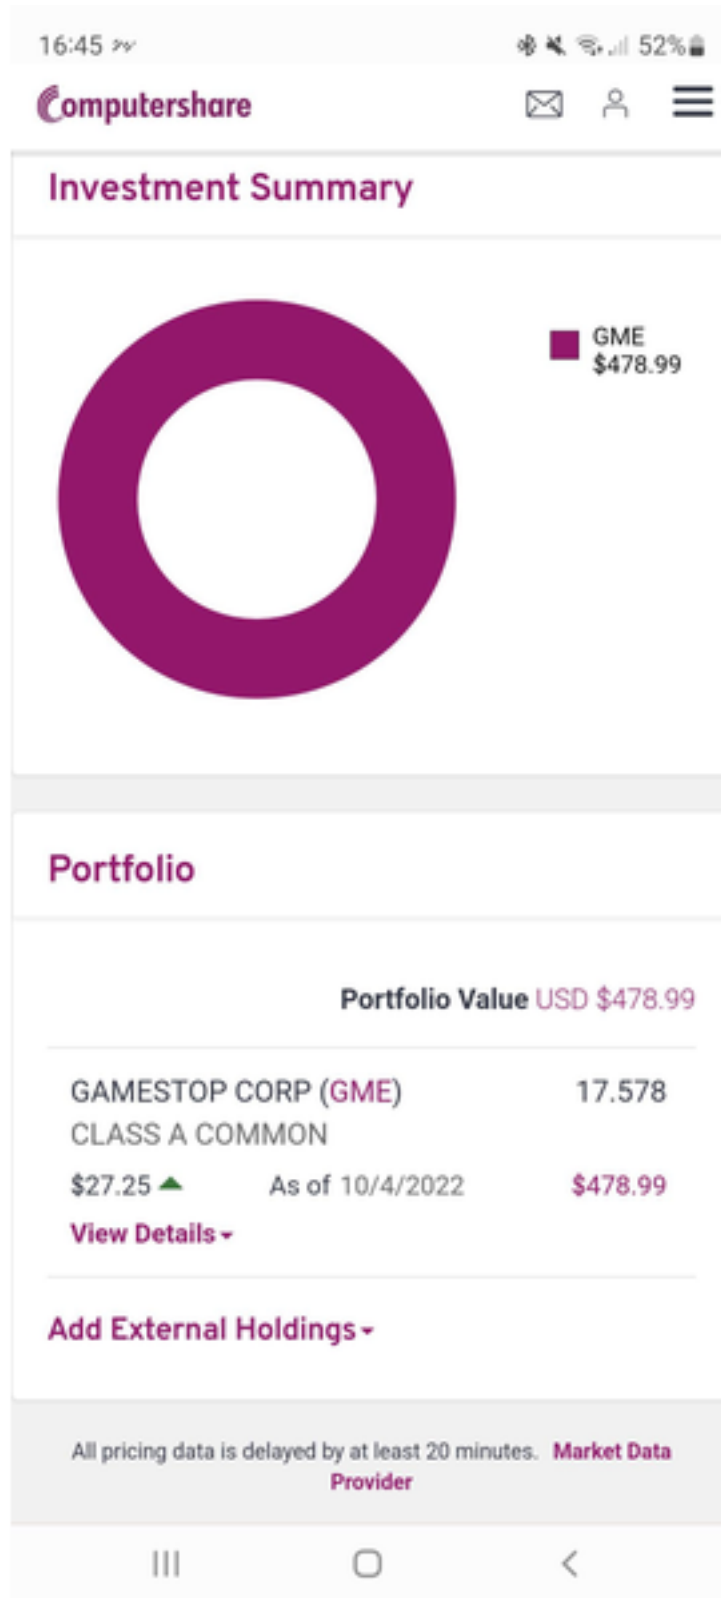 16:45 52%
Computershare
Investment Summary
GME
$478.99
Portfolio
Portfolio Value USD $478.99
GAMESTOP CORP (GME) 17.578
CLASS A COMMON
$27.25 As of 10/4/2022 $478.99
View Details
Add External Holdings
All pricing data is delayed by at least 20 minutes. Market Data
Provider